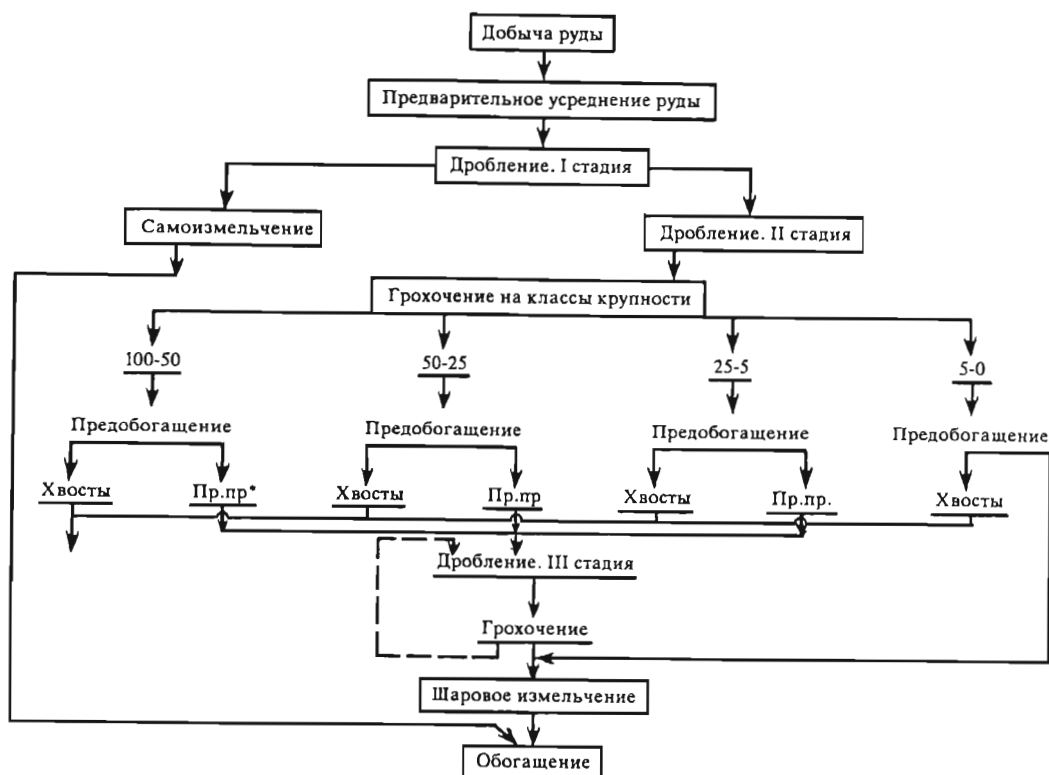 Добыча руды
Предварительное усреднение руды
Дробление. I стадия
Самоизмельчение
Дробление. II стадия
Грохочение на классы крупности
100-50
50-25
25-5
5-0
Предобогащение
Предобогащение
Предобогащение
Предобогащение
Хвосты
Пр.пр*
Хвосты
Пр.пр
Хвосты
Пр.пр.
Хвосты
Дробление. III стадия
Грохочение
Шаровое измельчение
Обогащение